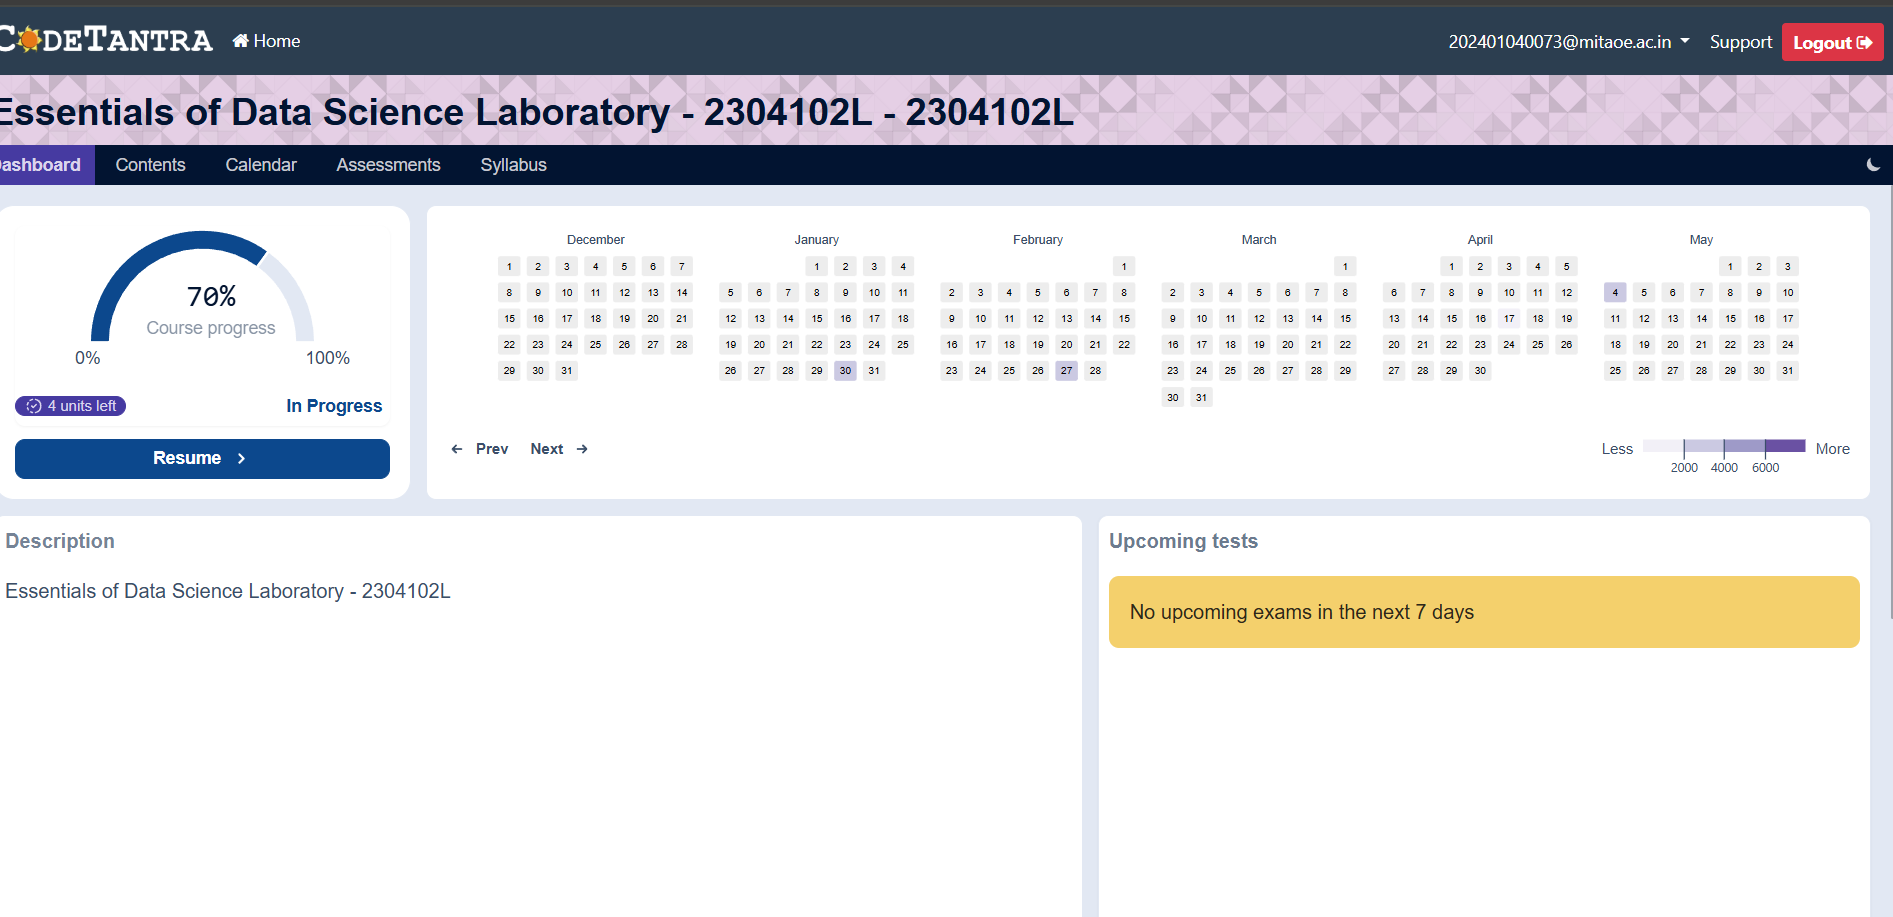 CODETANTRA Home 202401040073@mitaoe.ac.in Support Logout
Essentials of Data Science Laboratory - 2304102L - 2304102L
Dashboard Contents Calendar Assessments Syllabus
70%
Course progress
0% 100%
4 units left In Progress
Resume
December
1 2 3 4 5 6 7
8 9 10 11 12 13 14
15 16 17 18 19 20 21
22 23 24 25 26 27 28
29 30 31
January
1 2 3 4
5 6 7 8 9 10 11
12 13 14 15 16 17 18
19 20 21 22 23 24 25
26 27 28 29 30 31
February
1
2 3 4 5 6 7 8
9 10 11 12 13 14 15
16 17 18 19 20 21 22
23 24 25 26 27 28
March
1
2 3 4 5 6 7 8
9 10 11 12 13 14 15
16 17 18 19 20 21 22
23 24 25 26 27 28 29
30 31
April
1 2 3 4 5
6 7 8 9 10 11 12
13 14 15 16 17 18 19
20 21 22 23 24 25 26
27 28 29 30
May
1 2 3
4 5 6 7 8 9 10
11 12 13 14 15 16 17
18 19 20 21 22 23 24
25 26 27 28 29 30 31
Prev Next
Less More
2000 4000 6000
Description
Essentials of Data Science Laboratory - 2304102L
Upcoming tests
No upcoming exams in the next 7 days